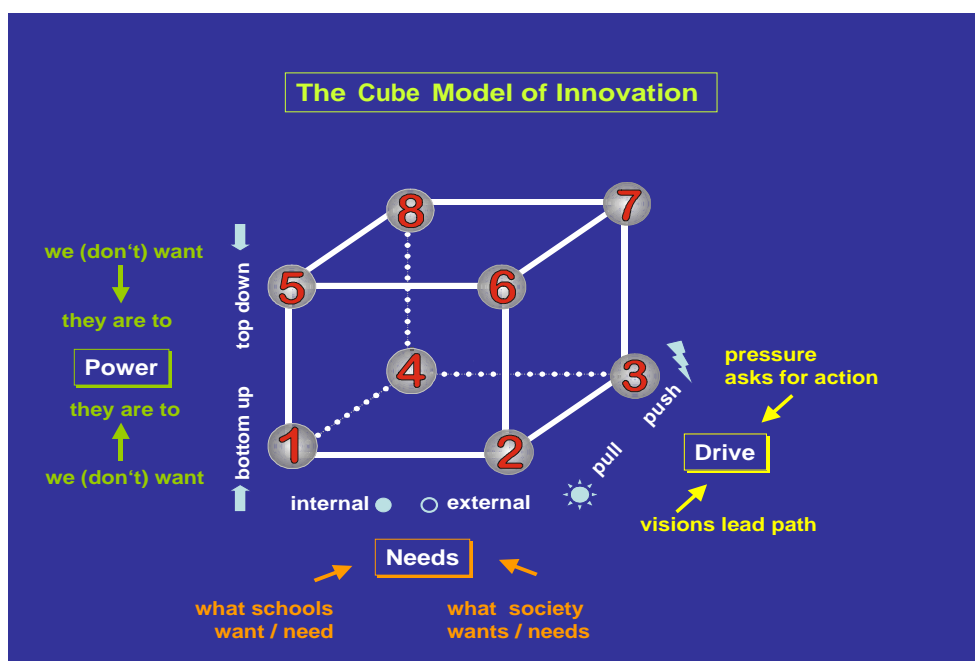 The Cube Model of Innovation
8
7
we (don‘t) want
top down
5
6
they are to
Power
4
3
pressure
asks for action
they are to
bottom up
1
2
push
pull
Drive
we (don‘t) want
internal
external
visions lead path
Needs
what schools
want / need
what society
wants / needs